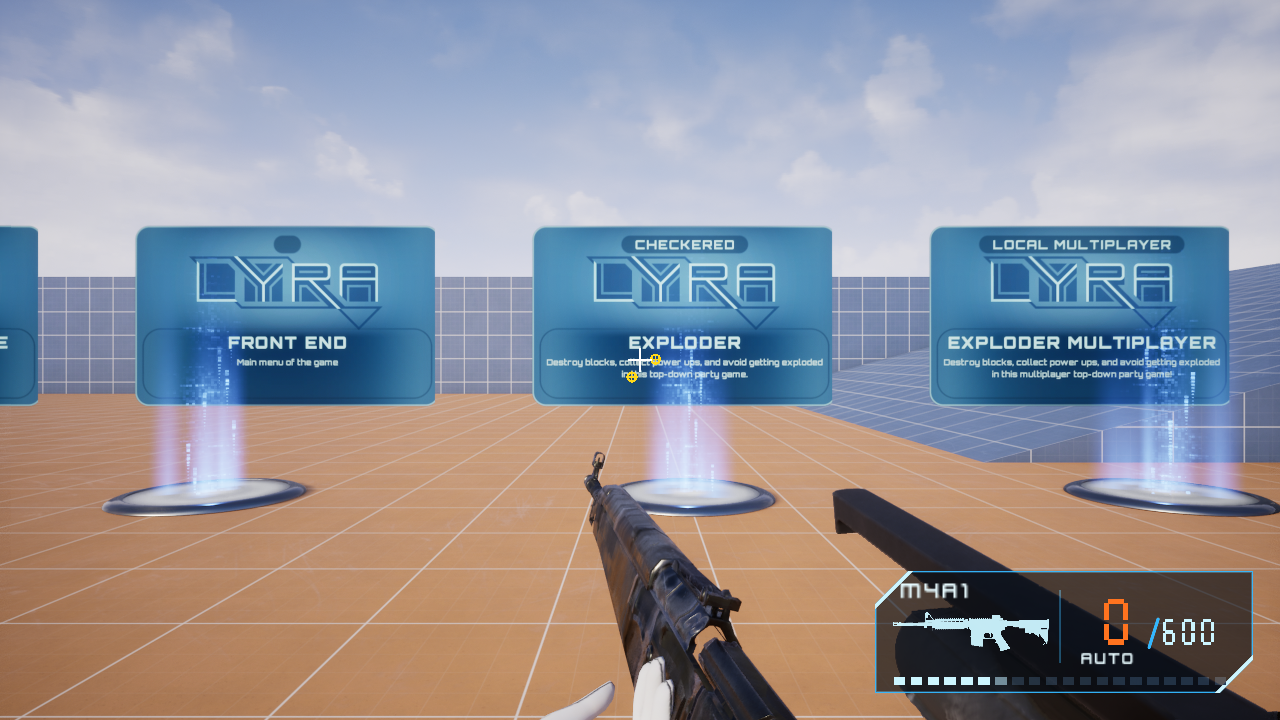 E
LYRA
FRONT END
Main menu of the game
CHECKERED
LYRA
EXPLODER
Destroy blocks, collect power ups, and avoid getting exploded
in this top-down party game.
LOCAL MULTIPLAYER
LYRA
EXPLODER MULTIPLAYER
Destroy blocks, collect power ups, and avoid getting exploded
in this multiplayer top-down party game!
M4A1
0 /600
AUTO